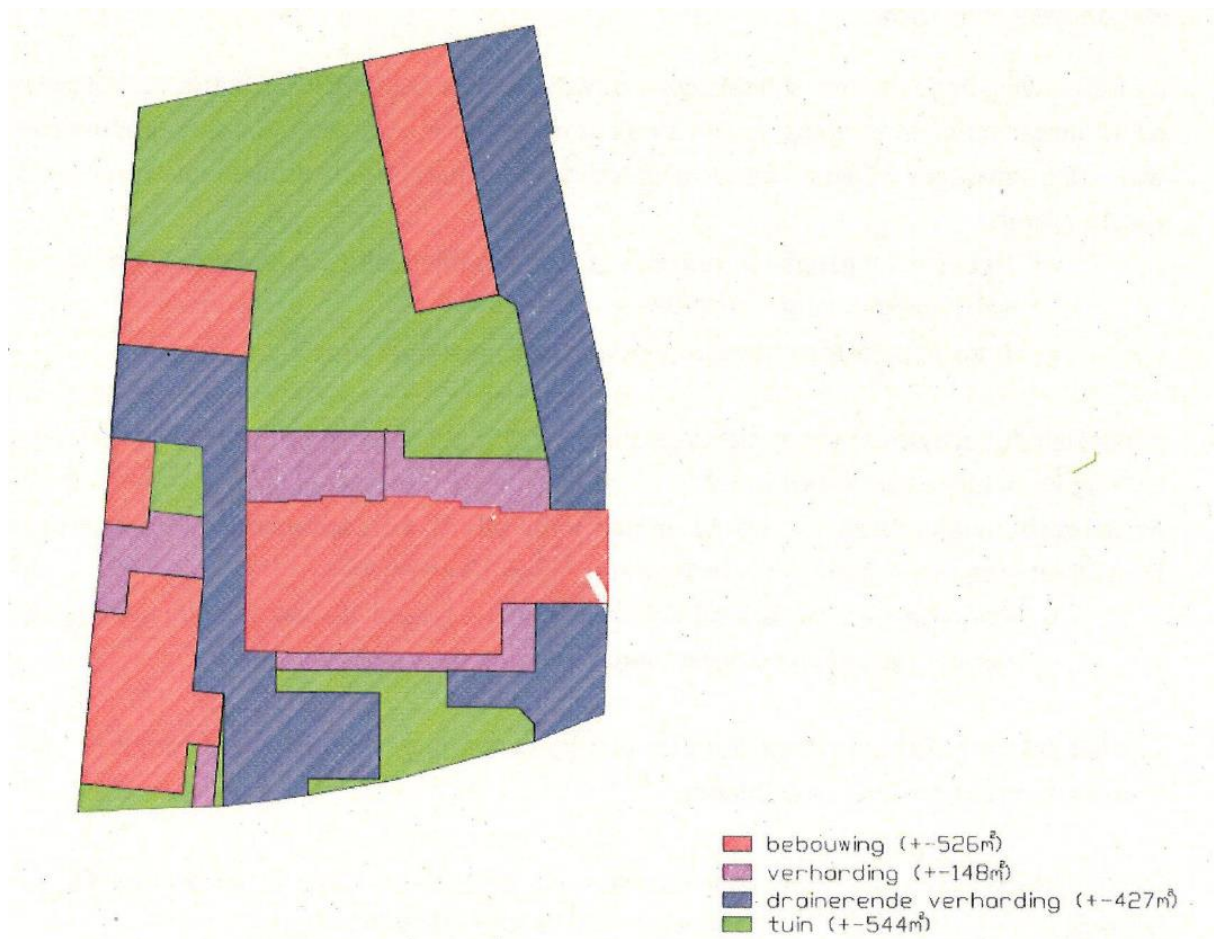 bebouwing (+-526m²)
verharding (+-148m²)
drainerende verharding (+-427m²)
tuin (+-544m²)